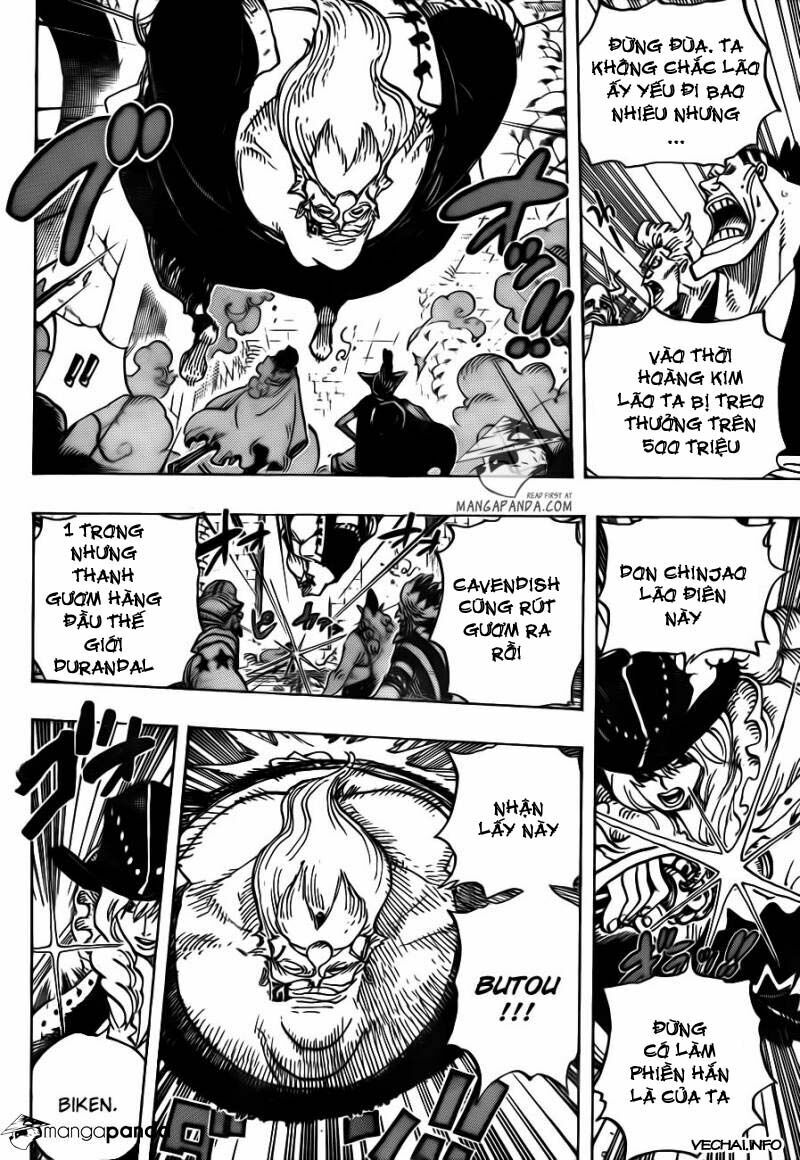 ĐỪNG ĐÙA. TA
KHÔNG CHẮC LÃO
ẤY YẾU ĐI BAO
NHIÊU NHƯNG
...
VÀO THỜI
HOÀNG KIM
LÃO TA BỊ TREO
THƯỞNG TRÊN
500 TRIỆU
!!
READ FIRST AT
MANGAPANDA.COM
DON CHINJAO
LÃO ĐIÊN
NÀY
CAVENDISH
CŨNG RÚT
GƯƠM RA
RỒI
1 TRONG
NHƯNG
THANH
GƯƠM HÀNG
ĐẦU THẾ
GIỚI
DURANDAL
ĐỪNG
CÓ LÀM
PHIỀN HẮN
LÀ CỦA TA
NHẬN
LẤY NÀY
BUTOU
!!!
BIKEN.
mangapanda
VECHAI.INFO